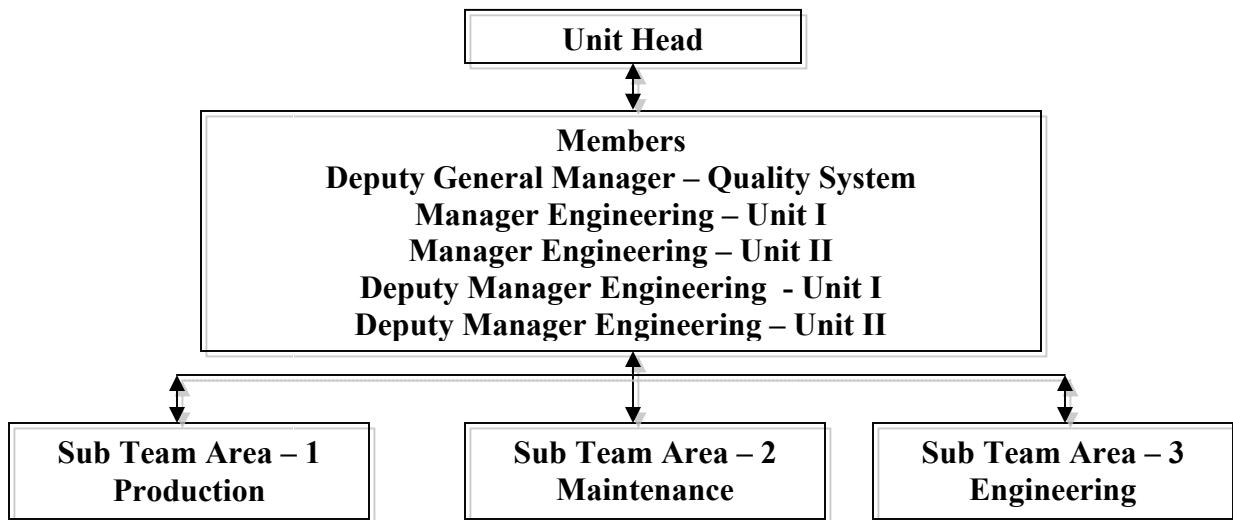 Unit Head
Members
Deputy General Manager – Quality System
Manager Engineering – Unit I
Manager Engineering – Unit II
Deputy Manager Engineering - Unit I
Deputy Manager Engineering – Unit II
Sub Team Area – 1
Production
Sub Team Area – 2
Maintenance
Sub Team Area – 3
Engineering